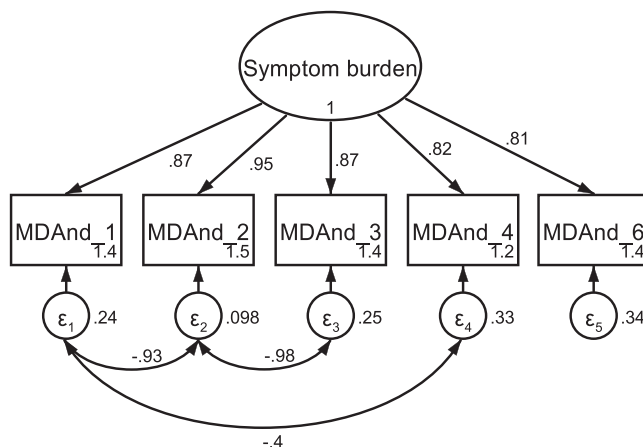 Symptom burden
1
.87
.95
.87
.82
.81
MDAnd_1
1.4
MDAnd_2
1.5
MDAnd_3
1.4
MDAnd_4
1.2
MDAnd_6
1.4
ε1 .24
ε2 .098
ε3 .25
ε4 .33
ε5 .34
-.93
-.98
-.4